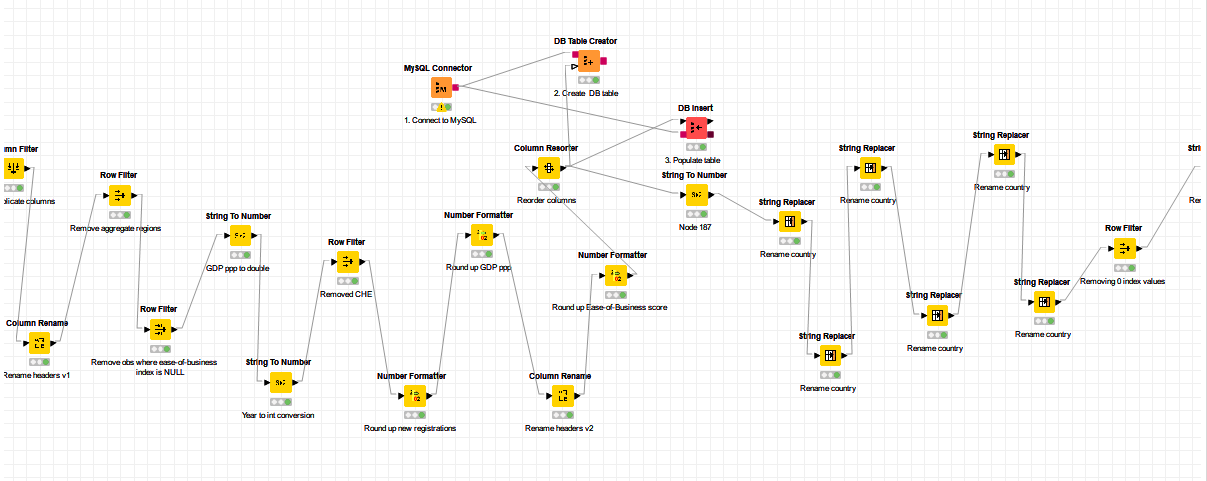 DB Table Creator
2. Create DB table
MySQL Connector
1. Connect to MySQL
DB Insert
3. Populate table
mn Filter
plicate columns
Row Filter
Remove aggregate regions
Column Rename
Rename headers v1
String To Number
GDP ppp to double
Row Filter
Remove obs where ease-of-business
index is NULL
Row Filter
Removed CHE
String To Number
Year to int conversion
Number Formatter
Round up GDP ppp
Number Formatter
Round up new registrations
Column Resorter
Reorder columns
Number Formatter
Round up Ease-of-Business score
Column Rename
Rename headers v2
String To Number
Node 187
String Replacer
Rename country
String Replacer
Rename country
String Replacer
Rename country
String Replacer
Rename country
String Replacer
Rename country
String Replacer
Rename country
Row Filter
Removing 0 index values
Stri
Rer